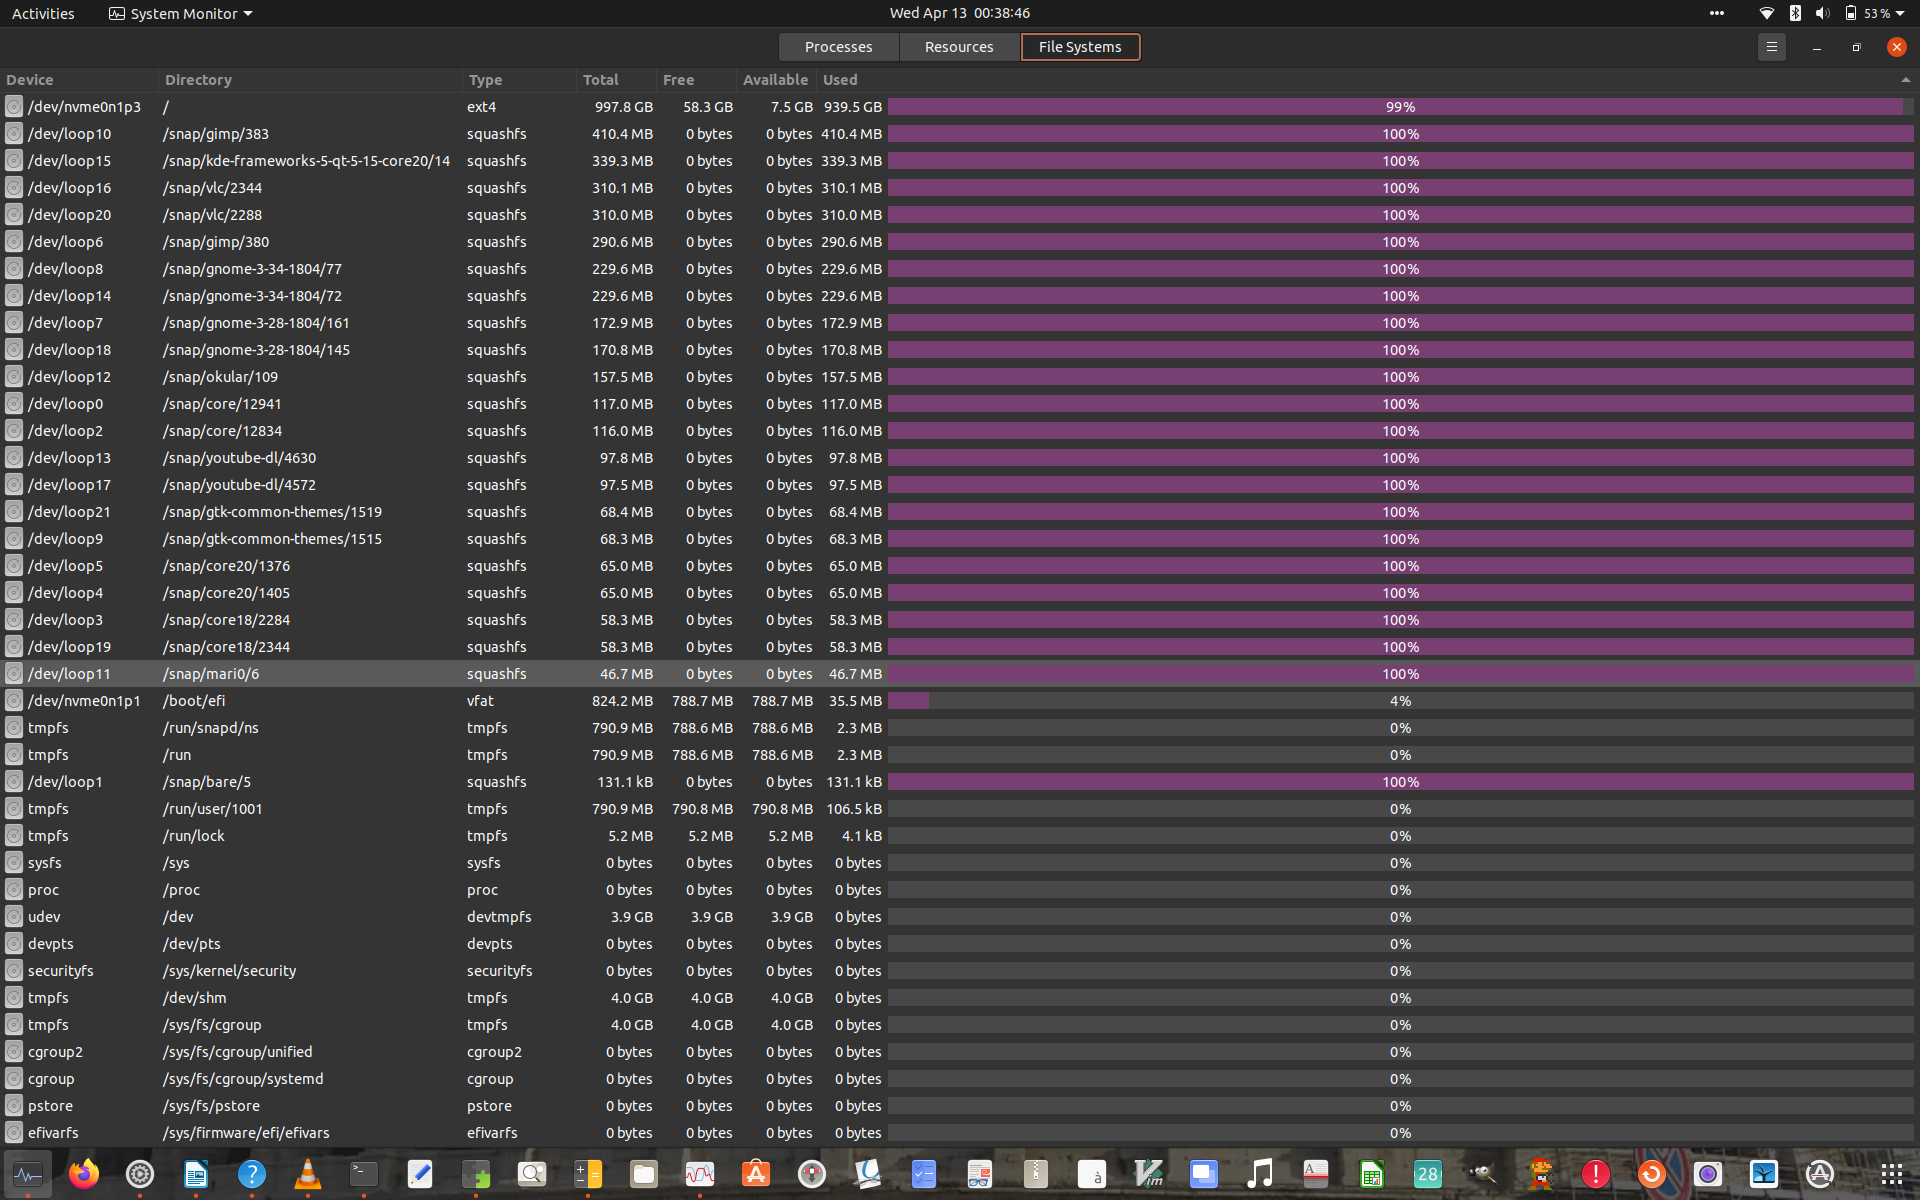 Activities System Monitor Wed Apr 13 00:38:46 53 %
Processes Resources File Systems
Device Directory Type Total Free Available Used
/dev/nvme0n1p3 / ext4 997.8 GB 58.3 GB 7.5 GB 939.5 GB 99%
/dev/loop10 /snap/gimp/383 squashfs 410.4 MB 0 bytes 0 bytes 410.4 MB 100%
/dev/loop15 /snap/kde-frameworks-5-qt-5-15-core20/14 squashfs 339.3 MB 0 bytes 0 bytes 339.3 MB 100%
/dev/loop16 /snap/vlc/2344 squashfs 310.1 MB 0 bytes 0 bytes 310.1 MB 100%
/dev/loop20 /snap/vlc/2288 squashfs 310.0 MB 0 bytes 0 bytes 310.0 MB 100%
/dev/loop6 /snap/gimp/380 squashfs 290.6 MB 0 bytes 0 bytes 290.6 MB 100%
/dev/loop8 /snap/gnome-3-34-1804/77 squashfs 229.6 MB 0 bytes 0 bytes 229.6 MB 100%
/dev/loop14 /snap/gnome-3-34-1804/72 squashfs 229.6 MB 0 bytes 0 bytes 229.6 MB 100%
/dev/loop7 /snap/gnome-3-28-1804/161 squashfs 172.9 MB 0 bytes 0 bytes 172.9 MB 100%
/dev/loop18 /snap/gnome-3-28-1804/145 squashfs 170.8 MB 0 bytes 0 bytes 170.8 MB 100%
/dev/loop12 /snap/okular/109 squashfs 157.5 MB 0 bytes 0 bytes 157.5 MB 100%
/dev/loop0 /snap/core/12941 squashfs 117.0 MB 0 bytes 0 bytes 117.0 MB 100%
/dev/loop2 /snap/core/12834 squashfs 116.0 MB 0 bytes 0 bytes 116.0 MB 100%
/dev/loop13 /snap/youtube-dl/4630 squashfs 97.8 MB 0 bytes 0 bytes 97.8 MB 100%
/dev/loop17 /snap/youtube-dl/4572 squashfs 97.5 MB 0 bytes 0 bytes 97.5 MB 100%
/dev/loop21 /snap/gtk-common-themes/1519 squashfs 68.4 MB 0 bytes 0 bytes 68.4 MB 100%
/dev/loop9 /snap/gtk-common-themes/1515 squashfs 68.3 MB 0 bytes 0 bytes 68.3 MB 100%
/dev/loop5 /snap/core20/1376 squashfs 65.0 MB 0 bytes 0 bytes 65.0 MB 100%
/dev/loop4 /snap/core20/1405 squashfs 65.0 MB 0 bytes 0 bytes 65.0 MB 100%
/dev/loop3 /snap/core18/2284 squashfs 58.3 MB 0 bytes 0 bytes 58.3 MB 100%
/dev/loop19 /snap/core18/2344 squashfs 58.3 MB 0 bytes 0 bytes 58.3 MB 100%
/dev/loop11 /snap/mari0/6 squashfs 46.7 MB 0 bytes 0 bytes 46.7 MB 100%
/dev/nvme0n1p1 /boot/efi vfat 824.2 MB 788.7 MB 788.7 MB 35.5 MB 4%
tmpfs /run/snapd/ns tmpfs 790.9 MB 788.6 MB 788.6 MB 2.3 MB 0%
tmpfs /run tmpfs 790.9 MB 788.6 MB 788.6 MB 2.3 MB 0%
/dev/loop1 /snap/bare/5 squashfs 131.1 kB 0 bytes 0 bytes 131.1 kB 100%
tmpfs /run/user/1001 tmpfs 790.9 MB 790.8 MB 790.8 MB 106.5 kB 0%
tmpfs /run/lock tmpfs 5.2 MB 5.2 MB 5.2 MB 4.1 kB 0%
sysfs /sys sysfs 0 bytes 0 bytes 0 bytes 0 bytes 0%
proc /proc proc 0 bytes 0 bytes 0 bytes 0 bytes 0%
udev /dev devtmpfs 3.9 GB 3.9 GB 3.9 GB 0 bytes 0%
devpts /dev/pts devpts 0 bytes 0 bytes 0 bytes 0 bytes 0%
securityfs /sys/kernel/security securityfs 0 bytes 0 bytes 0 bytes 0 bytes 0%
tmpfs /dev/shm tmpfs 4.0 GB 4.0 GB 4.0 GB 0 bytes 0%
tmpfs /sys/fs/cgroup tmpfs 4.0 GB 4.0 GB 4.0 GB 0 bytes 0%
cgroup2 /sys/fs/cgroup/unified cgroup2 0 bytes 0 bytes 0 bytes 0 bytes 0%
cgroup /sys/fs/cgroup/systemd cgroup 0 bytes 0 bytes 0 bytes 0 bytes 0%
pstore /sys/fs/pstore pstore 0 bytes 0 bytes 0 bytes 0 bytes 0%
efivarfs /sys/firmware/efi/efivars efivarfs 0 bytes 0 bytes 0 bytes 0 bytes 0%
? >_ A à Vim A 28 !